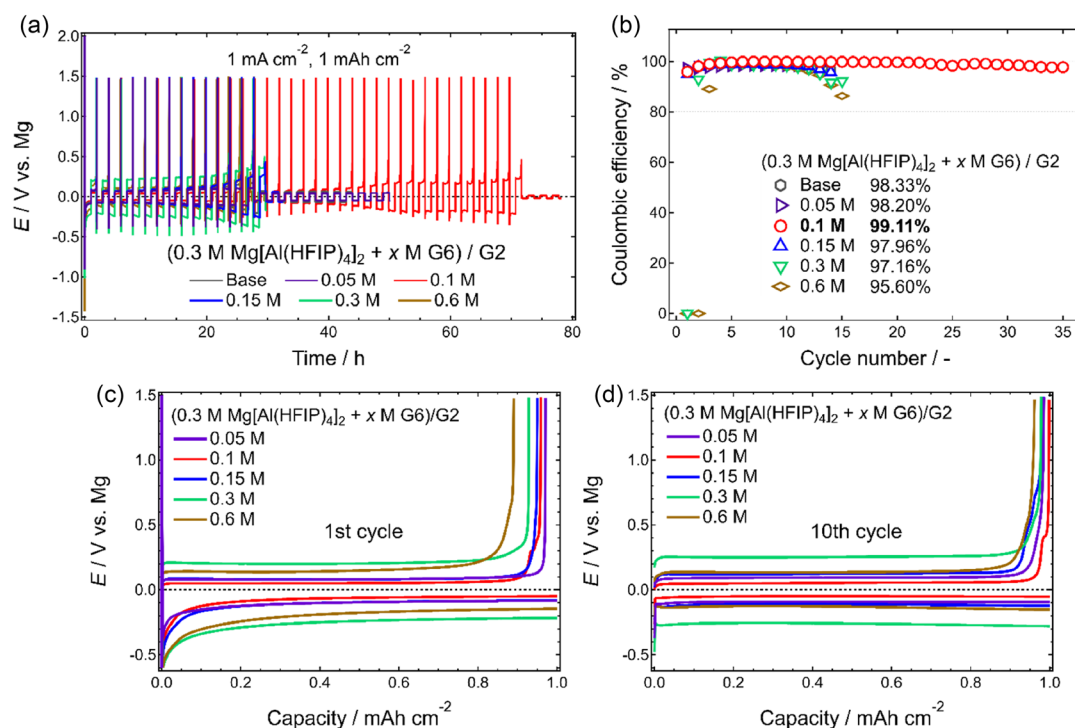 (a)
1 mA cm⁻², 1 mAh cm⁻²
E / V vs. Mg
1.5
1.0
0.5
0.0
-0.5
-1.0
-1.5
(0.3 M Mg[Al(HFIP)₄]₂ + x M G6) / G2
Base 0.05 M 0.1 M
0.15 M 0.3 M 0.6 M
0 20 40 60 80
Time / h
(b)
Coulombic efficiency / %
100
80
60
40
20
0
(0.3 M Mg[Al(HFIP)₄]₂ + x M G6) / G2
Base 98.33%
0.05 M 98.20%
0.1 M 99.11%
0.15 M 97.96%
0.3 M 97.16%
0.6 M 95.60%
0 5 10 15 20 25 30 35
Cycle number / -
(c)
E / V vs. Mg
1.5
1.0
0.5
0.0
-0.5
(0.3 M Mg[Al(HFIP)₄]₂ + x M G6)/G2
0.05 M
0.1 M
0.15 M
0.3 M
0.6 M
1st cycle
0.0 0.2 0.4 0.6 0.8 1.0
Capacity / mAh cm⁻²
(d)
E / V vs. Mg
1.5
1.0
0.5
0.0
-0.5
(0.3 M Mg[Al(HFIP)₄]₂ + x M G6)/G2
0.05 M
0.1 M
0.15 M
0.3 M
0.6 M
10th cycle
0.0 0.2 0.4 0.6 0.8 1.0
Capacity / mAh cm⁻²